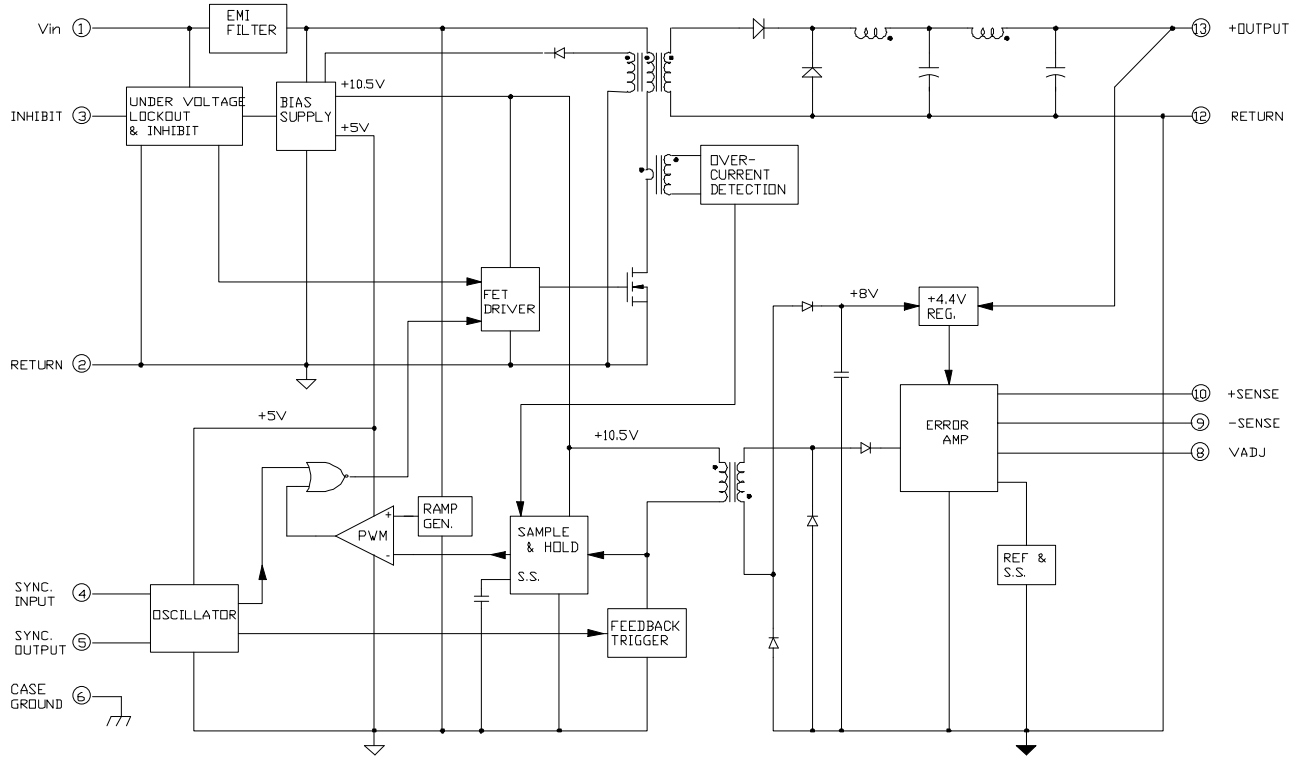 Vin 1
EMI
FILTER
13 +OUTPUT
+10.5V
INHIBIT 3
UNDER VOLTAGE
LOCKOUT
& INHIBIT
BIAS
SUPPLY
12 RETURN
+5V
OVER-
CURRENT
DETECTION
FET
DRIVER
+8V
+4.4V
REG.
RETURN 2
10 +SENSE
+5V
ERROR
AMP
9 -SENSE
+10.5V
8 VADJ
RAMP
GEN.
+
PWM
-
SAMPLE
& HOLD
S.S.
REF &
S.S.
SYNC.
INPUT 4
OSCILLATOR
FEEDBACK
TRIGGER
SYNC.
OUTPUT 5
CASE
GROUND 6